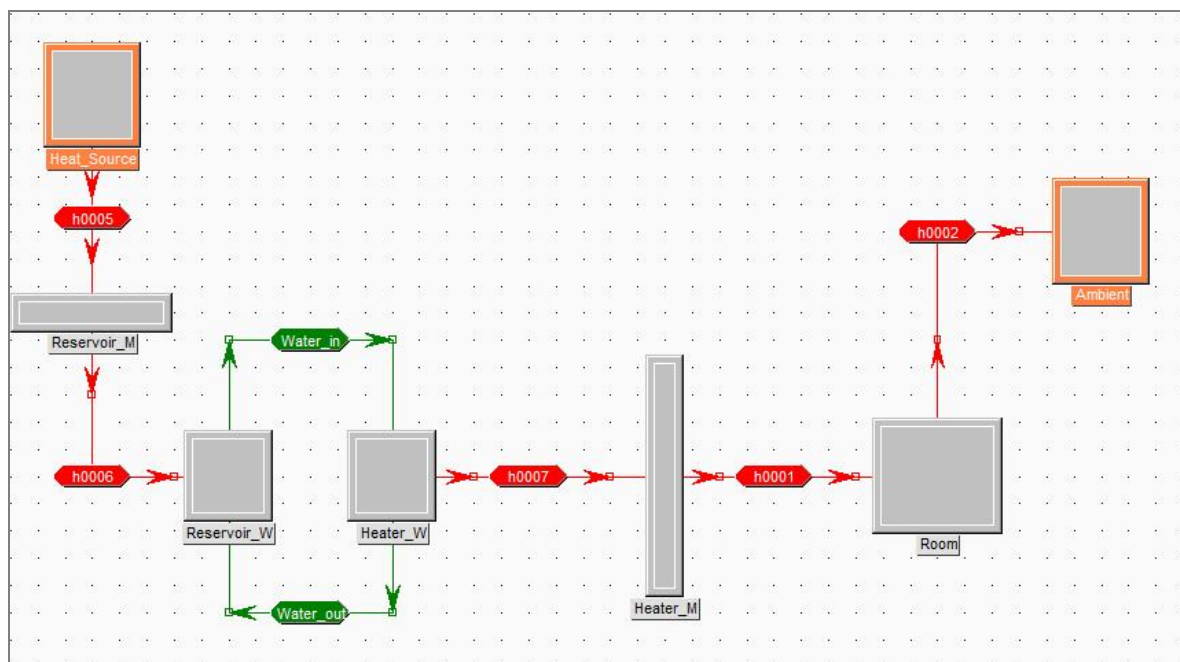 Heat_Source
h0005
Reservoir_M
h0006
Reservoir_W
Water_in
Heater_W
Water_out
h0007
Heater_M
h0001
Room
h0002
Ambient